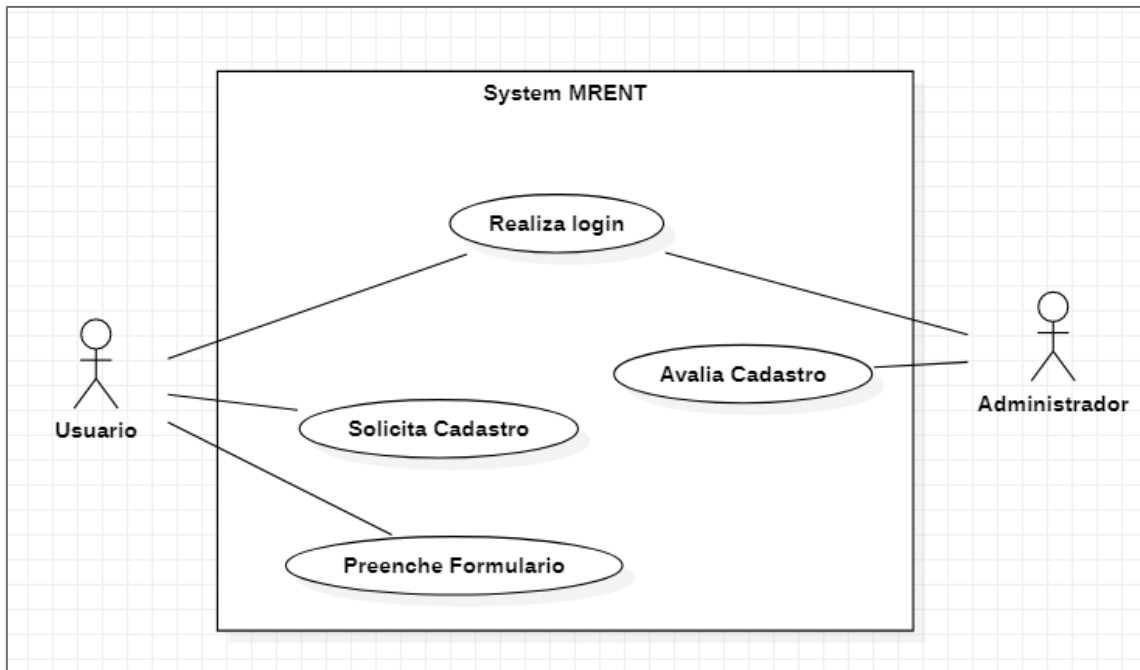 System MRENT
Realiza login
Avalia Cadastro
Administrador
Usuario
Solicita Cadastro
Preenche Formulario